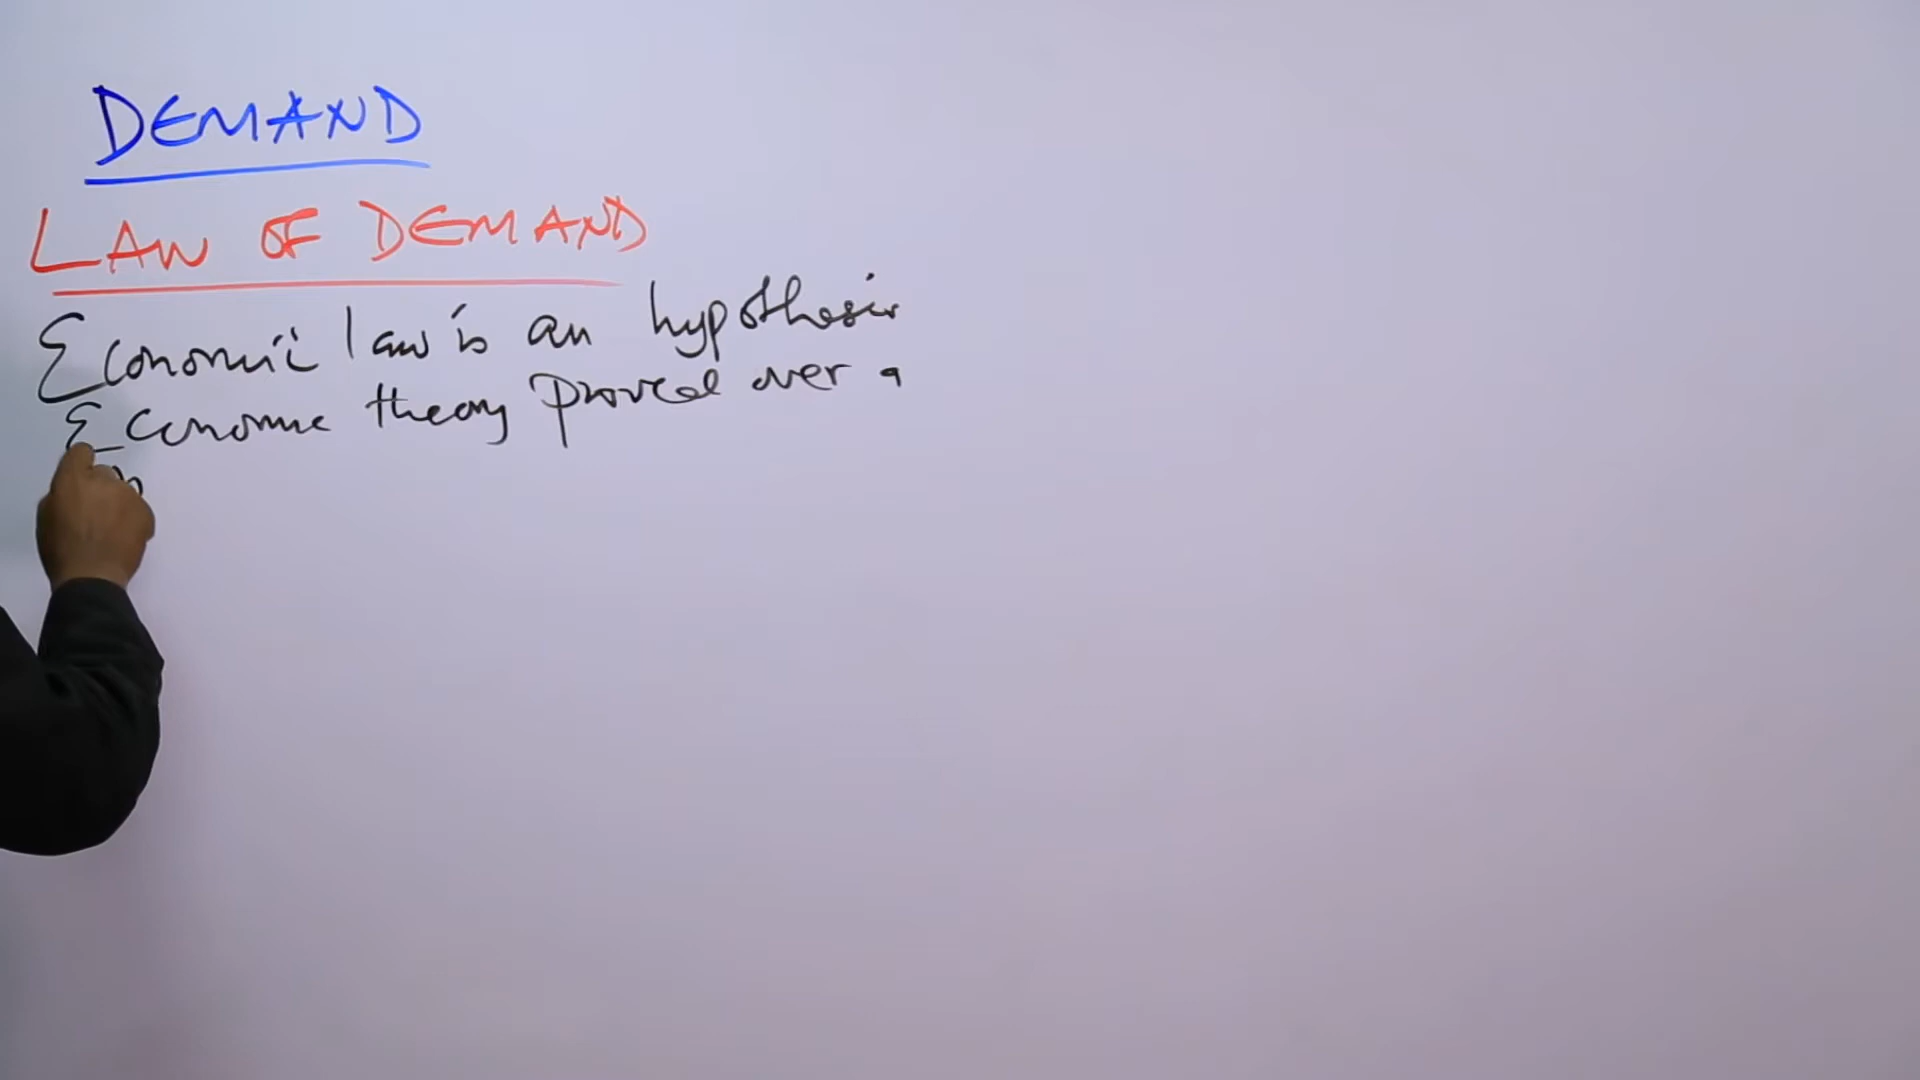 DEMAND
LAW OF DEMAND
Economic law is an hypothesis
Economic theory proved over a